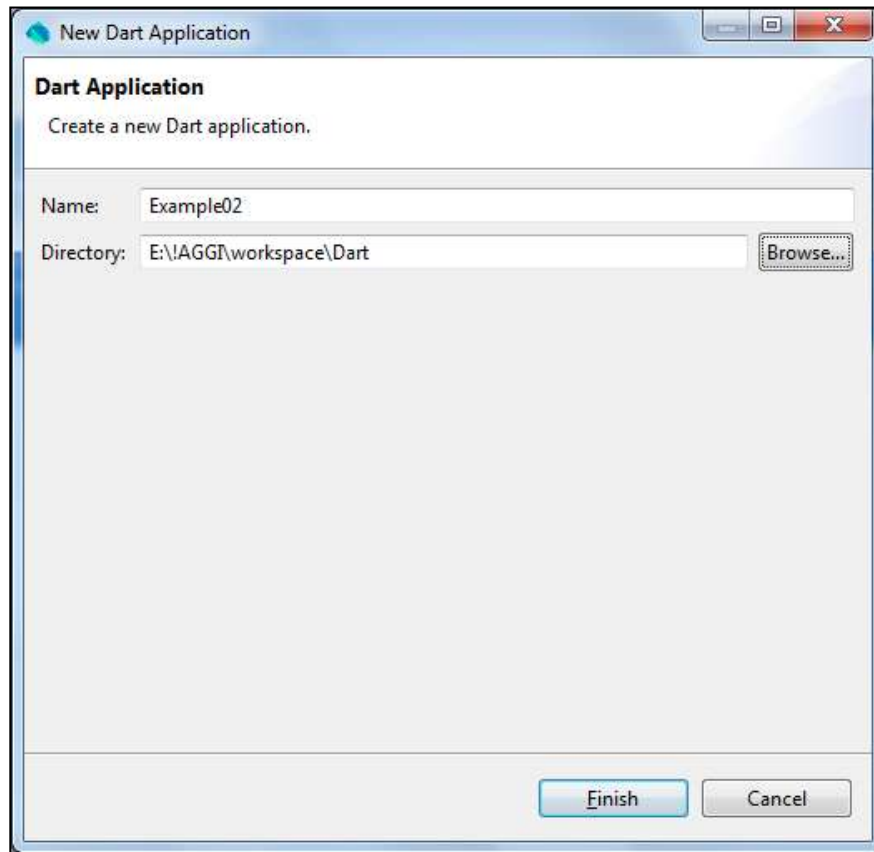 New Dart Application
Dart Application
Create a new Dart application.
Name: Example02
Directory: E:\!AGGI\workspace\Dart Browse...
Finish Cancel